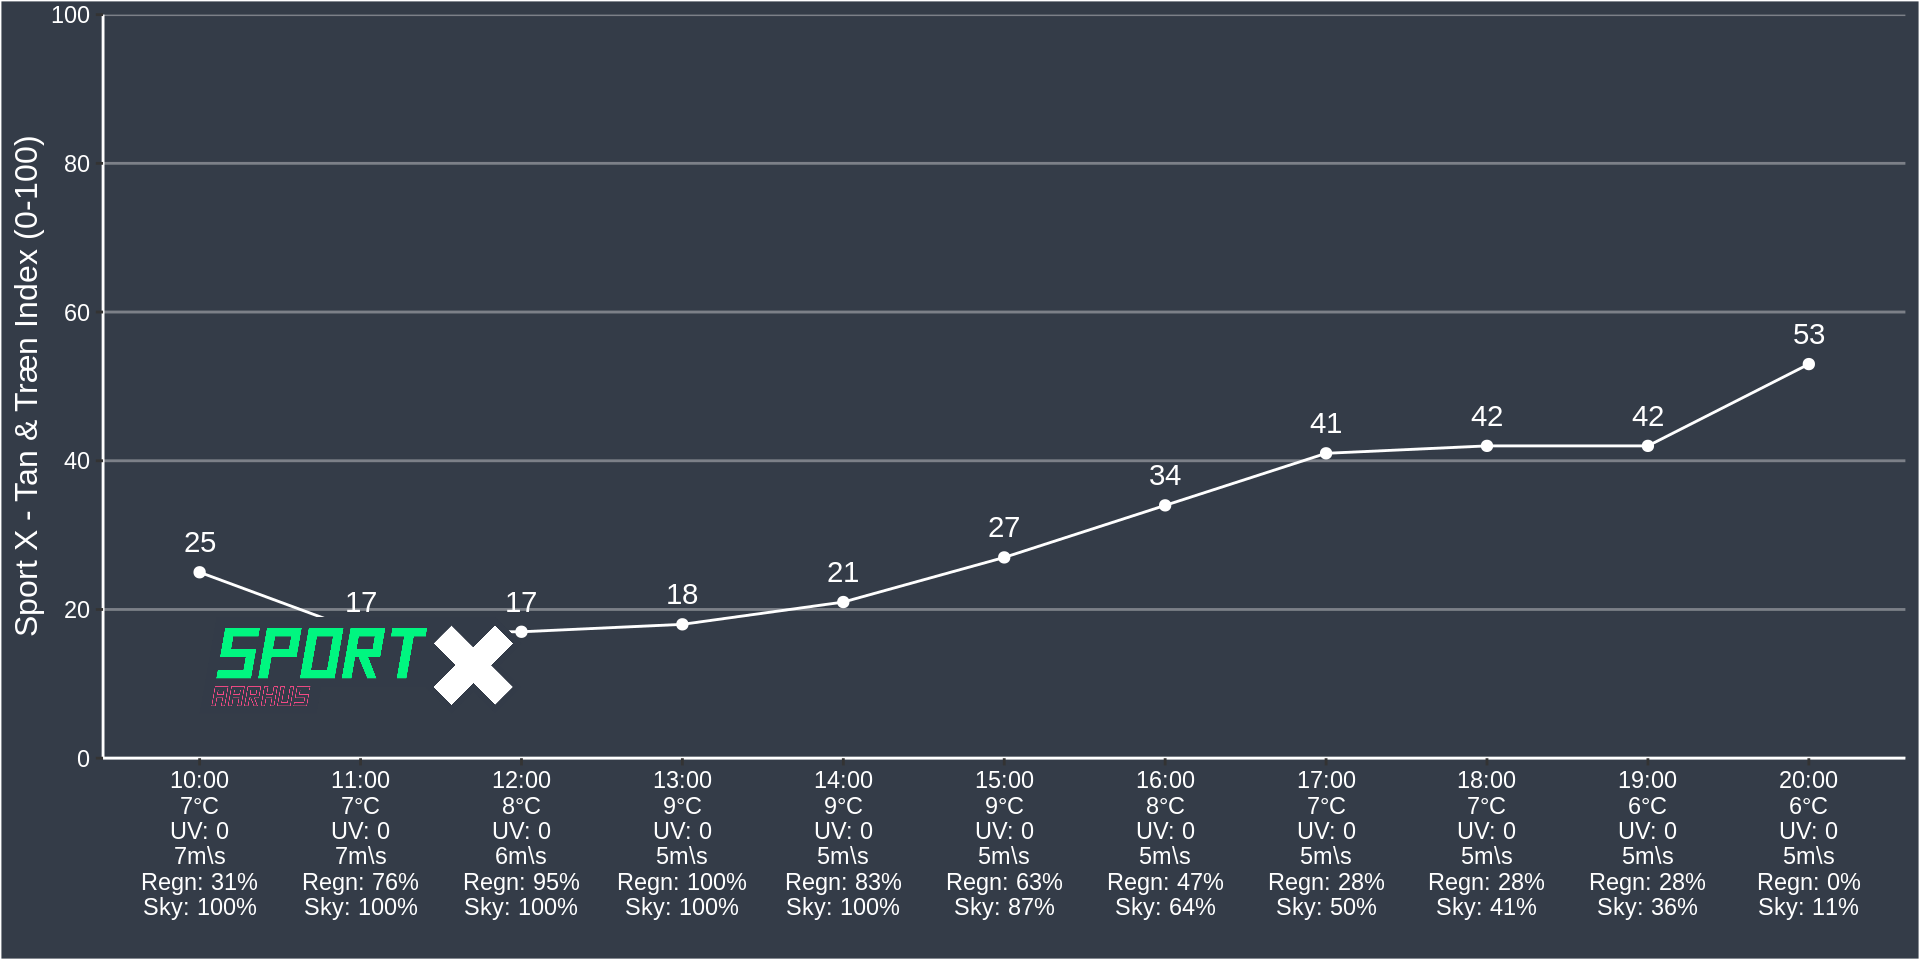 Sport X - Tan & Træn Index (0-100)
100
80
60
40
20
0
25
17
17
18
21
27
34
41
42
42
53
SPORT X
AARHUS
10:00 11:00 12:00 13:00 14:00 15:00 16:00 17:00 18:00 19:00 20:00
7°C 7°C 8°C 9°C 9°C 9°C 8°C 7°C 7°C 6°C 6°C
UV: 0 UV: 0 UV: 0 UV: 0 UV: 0 UV: 0 UV: 0 UV: 0 UV: 0 UV: 0 UV: 0
7m\s 7m\s 6m\s 5m\s 5m\s 5m\s 5m\s 5m\s 5m\s 5m\s 5m\s
Regn: 31% Regn: 76% Regn: 95% Regn: 100% Regn: 83% Regn: 63% Regn: 47% Regn: 28% Regn: 28% Regn: 28% Regn: 0%
Sky: 100% Sky: 100% Sky: 100% Sky: 100% Sky: 100% Sky: 87% Sky: 64% Sky: 50% Sky: 41% Sky: 36% Sky: 11%